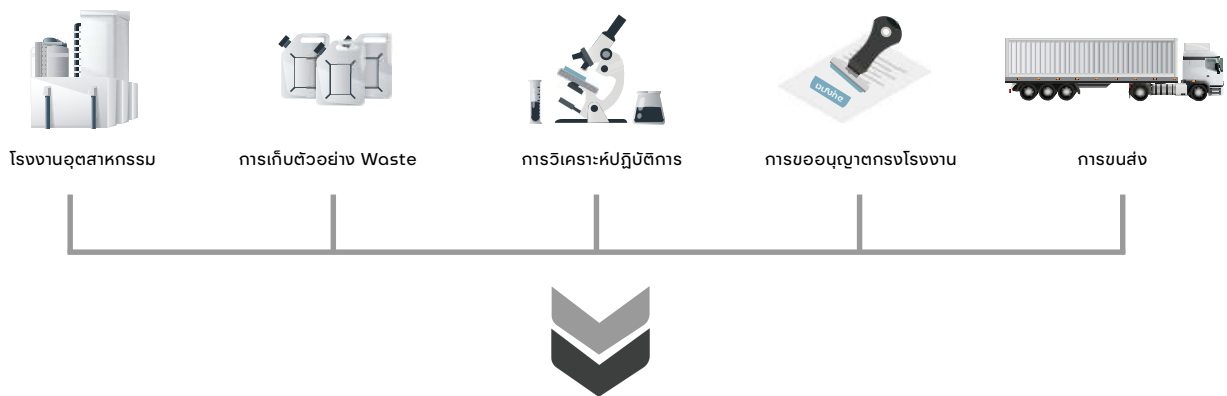 โรงงานอุตสาหกรรม
การเก็บตัวอย่าง Waste
การวิเคราะห์ปฏิบัติการ
การขออนุญาตกรงโรงงาน
การขนส่ง